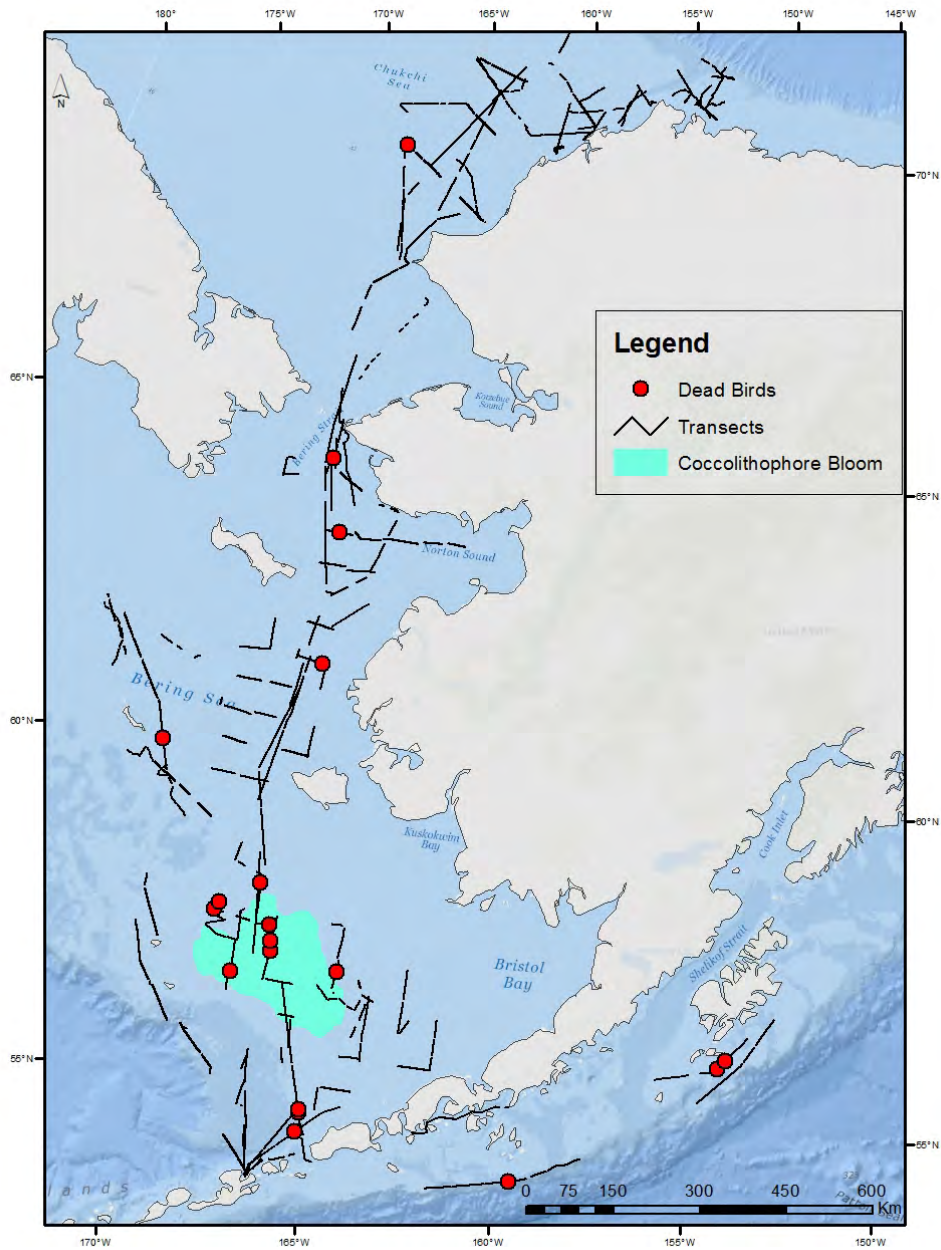 180° 170°W 165°W 160°W 155°W 150°W 145°W
N
Chukchi
Sea
70°N
Legend
Dead Birds
Transects
Coccolithophore Bloom
65°N
Kotzebue
Sound
Bering Strait
65°N
Norton Sound
Bering Sea
60°N
60°N
Kuskokwim
Bay
Cook Inlet
Bristol
Bay
Shelikof Strait
55°N
55°N
lands
0 75 150 300 450 600
Km
170°W 165°W 160°W 155°W 150°W